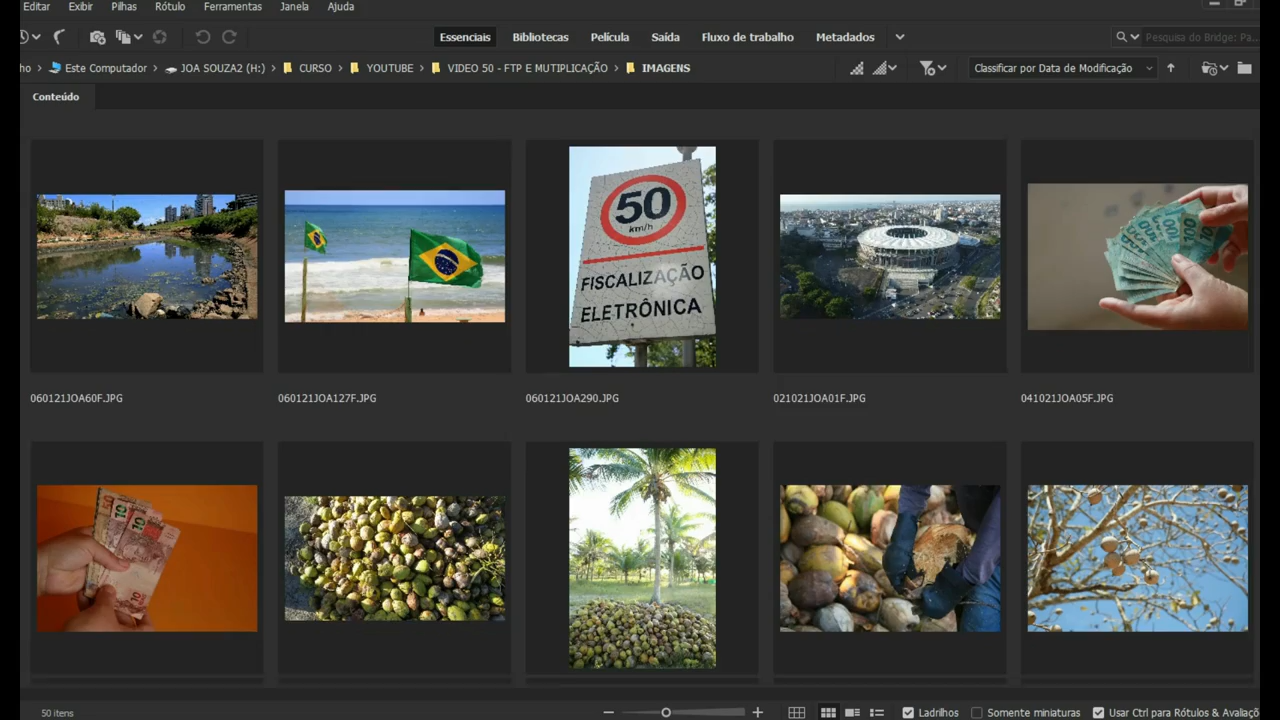 Editar Exibir Pilhas Rótulo Ferramentas Janela Ajuda
Essenciais Bibliotecas Película Saída Fluxo de trabalho Metadados Pesquisa do Bridge: Pa...
ho Este Computador JOA SOUZA2 (H:) CURSO YOUTUBE VIDEO 50 - FTP E MUTIPLICAÇÃO IMAGENS Classificar por Data de Modificação
Conteúdo
50
km/h
FISCALIZAÇÃO
ELETRÔNICA
060121JOA60F.JPG 060121JOA127F.JPG 060121JOA290.JPG 021021JOA01F.JPG 041021JOA05F.JPG
50 itens Ladrilhos Somente miniaturas Usar Ctrl para Rótulos & Avaliaçõ